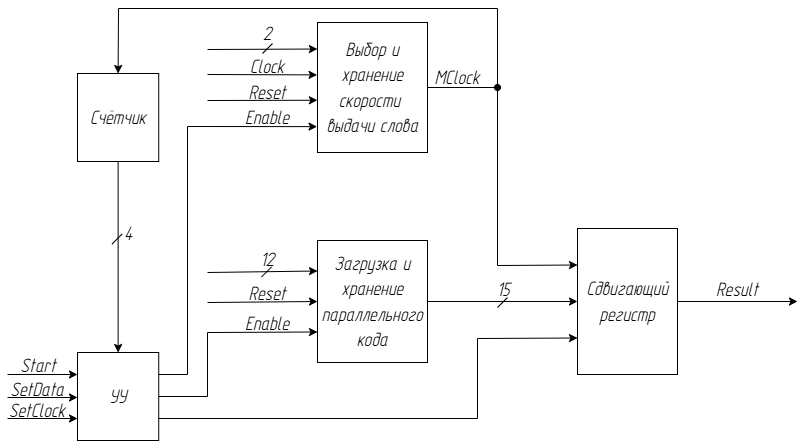 2
Clock
Reset
Enable
Выбор и
хранение
скорости
выдачи слова
MClock
Счётчик
4
12
Reset
Enable
Загрузка и
хранение
параллельного
кода
15
Сдвигающий
регистр
Result
Start
SetData
SetClock
УУ